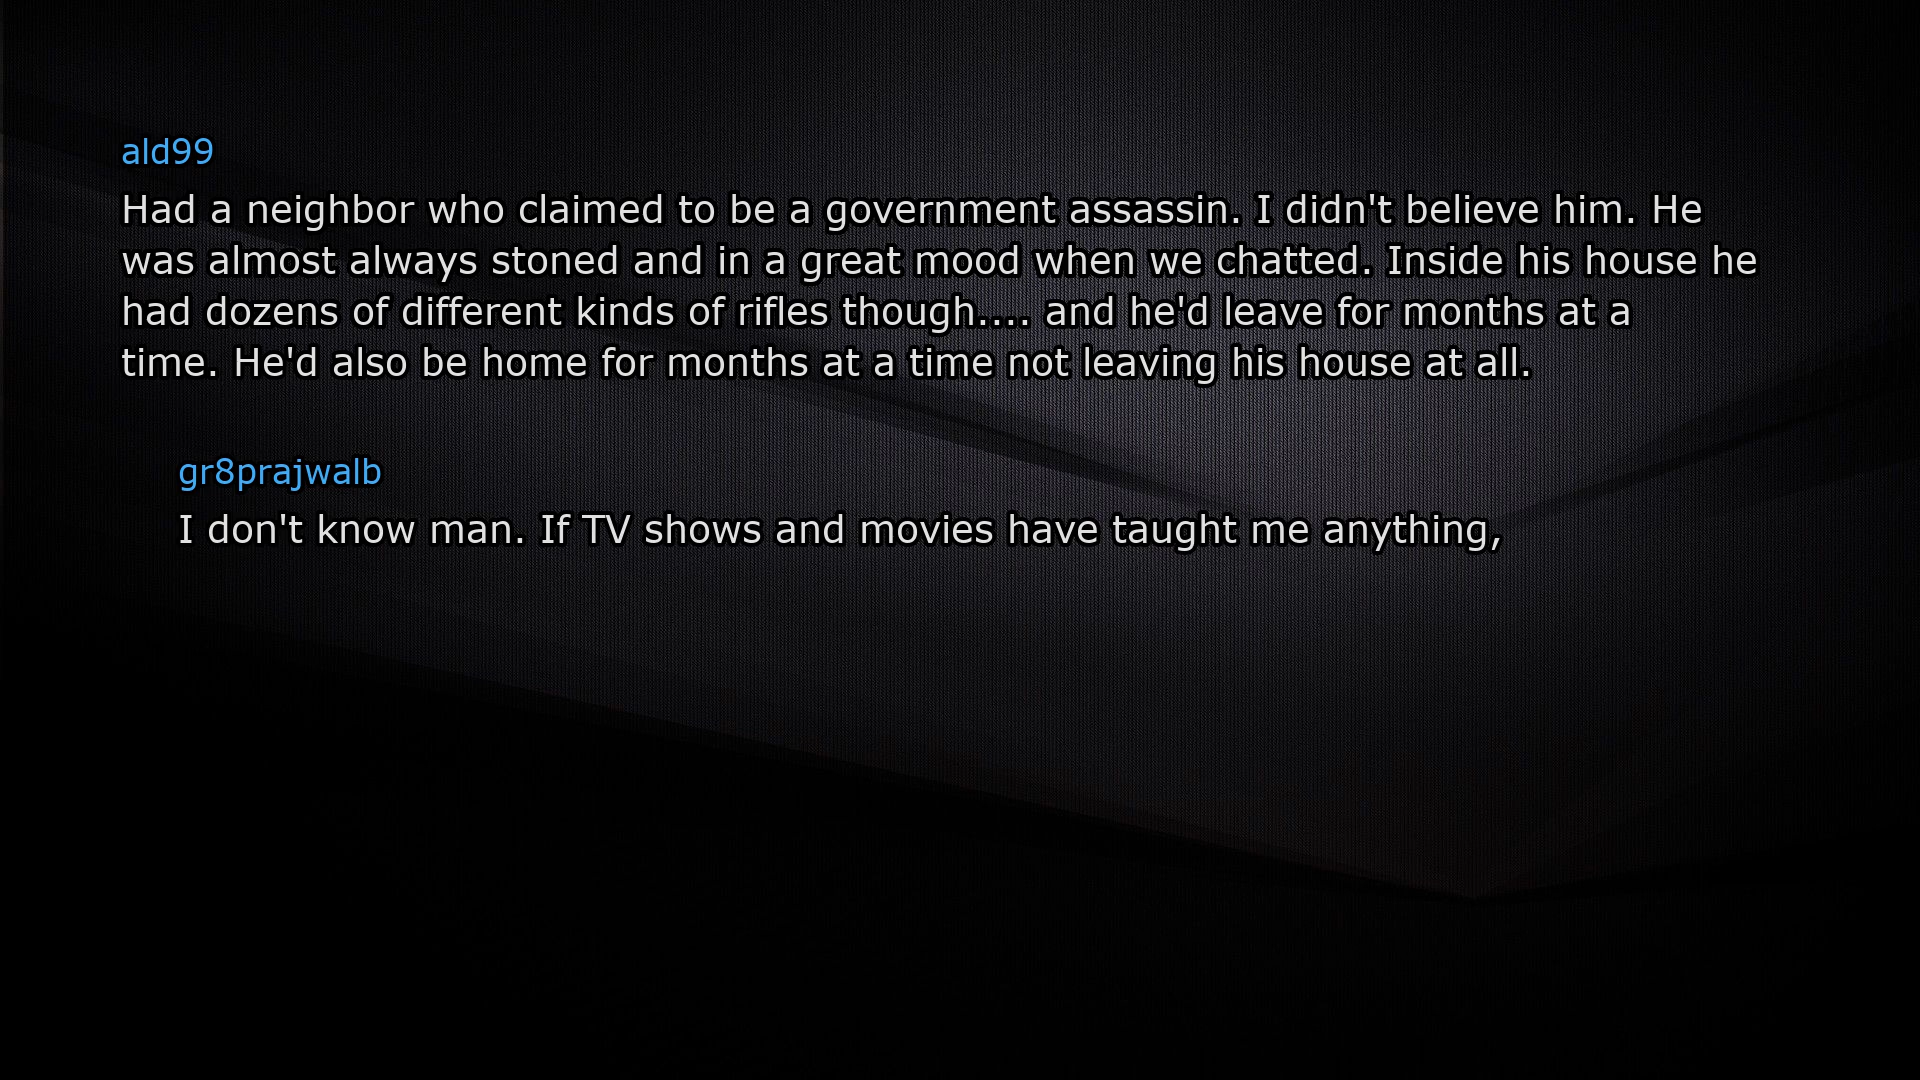 ald99
Had a neighbor who claimed to be a government assassin. I didn't believe him. He
was almost always stoned and in a great mood when we chatted. Inside his house he
had dozens of different kinds of rifles though.... and he'd leave for months at a
time. He'd also be home for months at a time not leaving his house at all.
gr8prajwalb
I don't know man. If TV shows and movies have taught me anything,